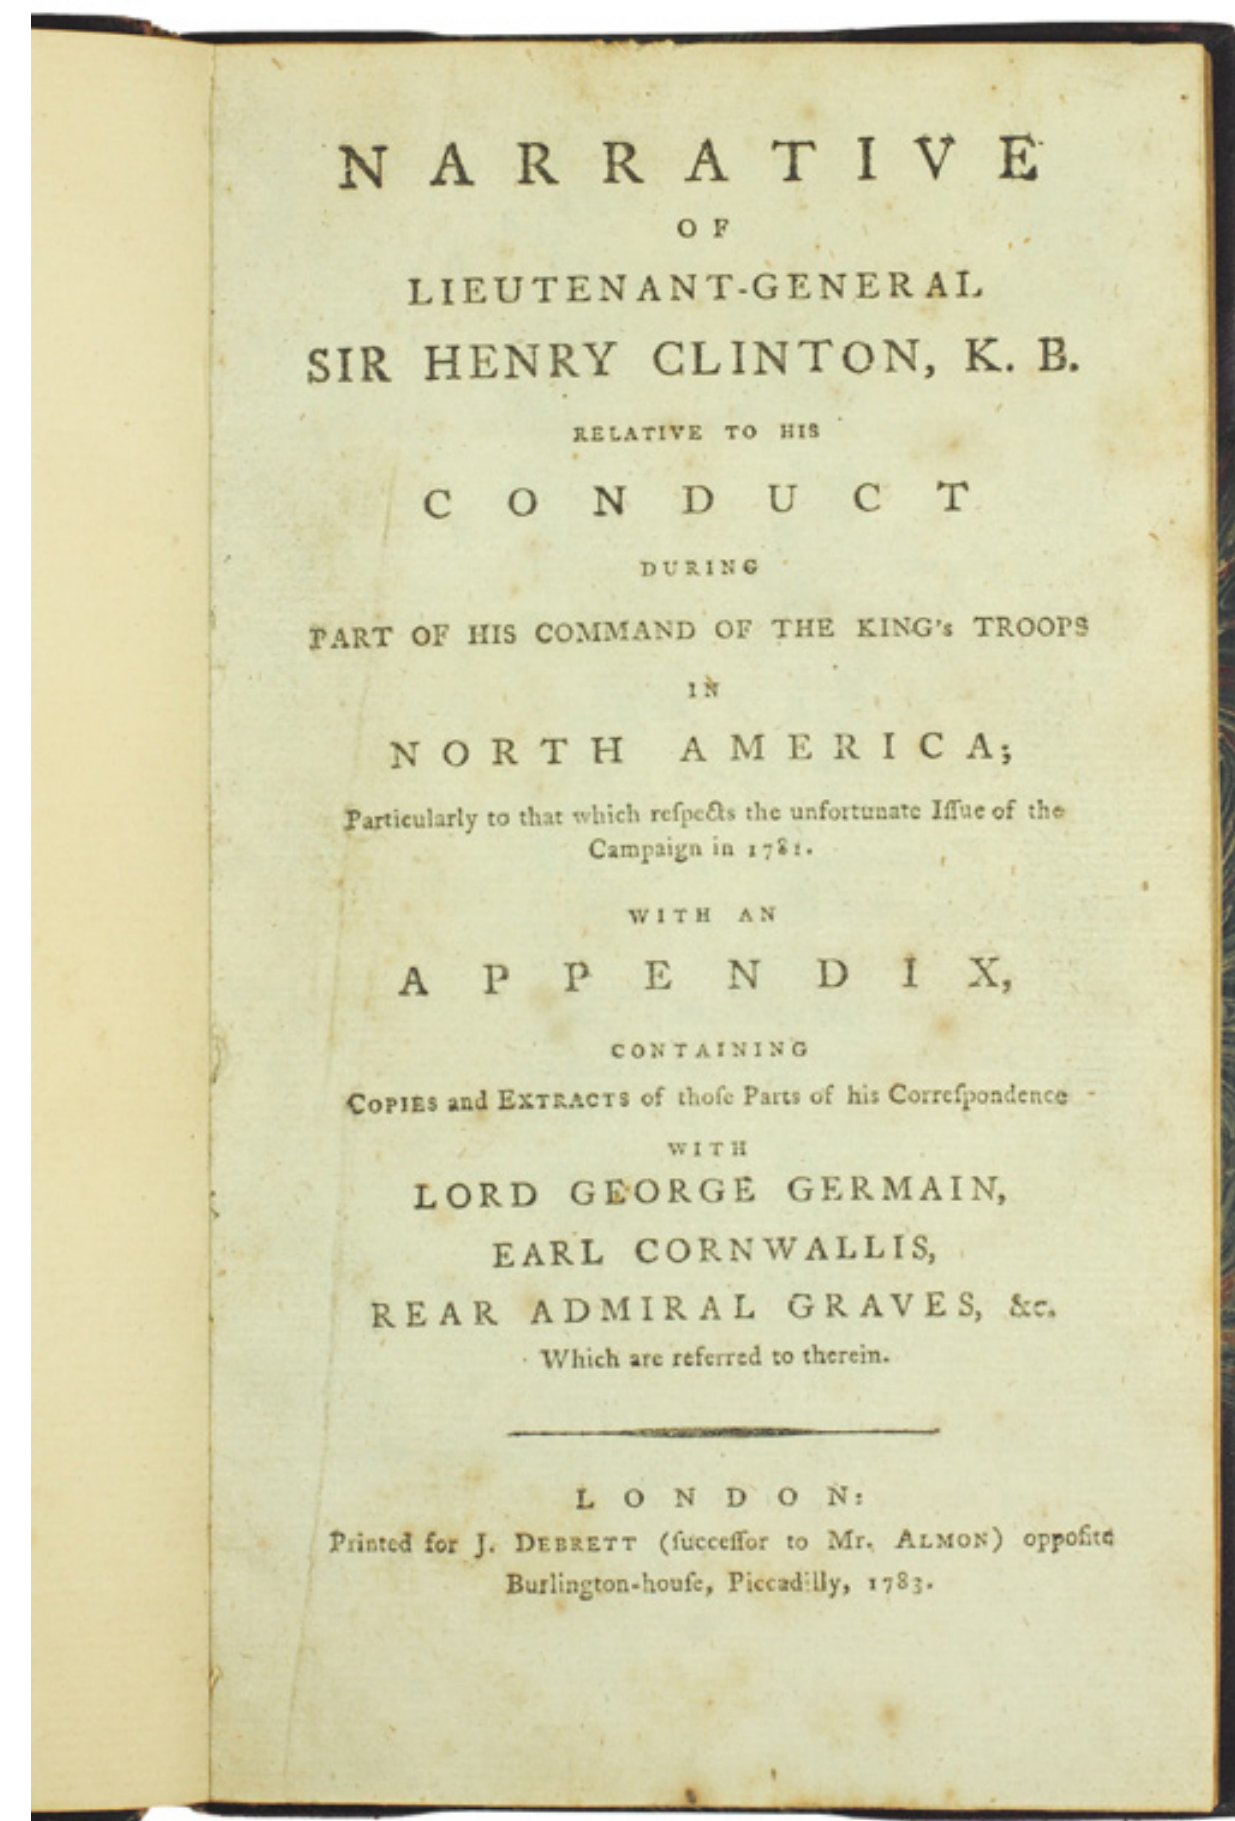 NARRATIVE
OF
LIEUTENANT-GENERAL
SIR HENRY CLINTON, K. B.
RELATIVE TO HIS
CONDUCT
DURING
PART OF HIS COMMAND OF THE KING's TROOPS
IN
NORTH AMERICA;
Particularly to that which reſpects the unfortunate Iſſue of the
Campaign in 1781.
WITH AN
APPENDIX,
CONTAINING
COPIES and EXTRACTS of thoſe Parts of his Correſpondence
WITH
LORD GEORGE GERMAIN,
EARL CORNWALLIS,
REAR ADMIRAL GRAVES, &c.
Which are referred to therein.
LONDON:
Printed for J. DEBRETT (ſucceſſor to Mr. ALMON) oppoſite
Burlington-houſe, Piccadilly, 1783.